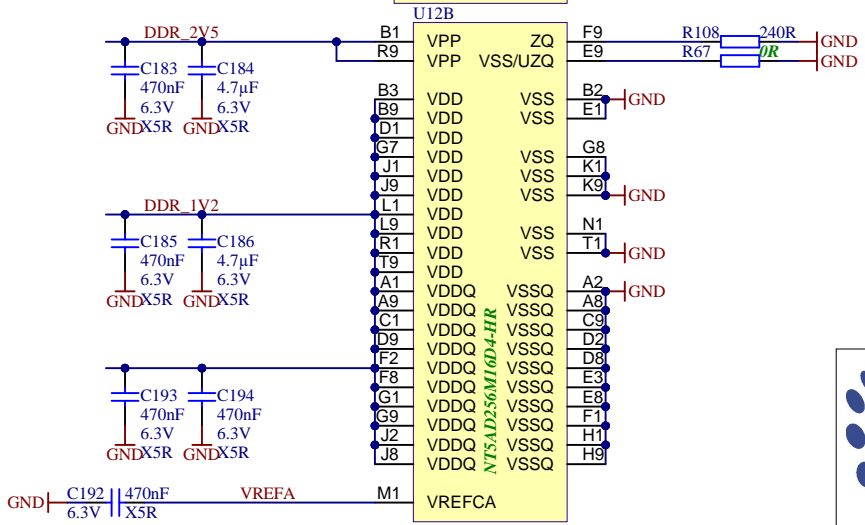 U12B
DDR_2V5
B1 VPP ZQ F9 R108 240R GND
R9 VPP VSS/UZQ E9 R67 0R GND
C183 C184
470nF 4.7µF
6.3V 6.3V
GND X5R GND X5R
B3 VDD VSS B2 GND
B9 VDD VSS E1
D1 VDD
G7 VDD VSS G8
J1 VDD VSS K1
J9 VDD VSS K9 GND
DDR_1V2
L1 VDD
L9 VDD VSS N1
R1 VDD VSS T1 GND
T9 VDD
C185 C186
470nF 4.7µF
6.3V 6.3V
GND X5R GND X5R
A1 VDDQ VSSQ A2 GND
A9 VDDQ VSSQ A8
C1 VDDQ VSSQ C9
D9 VDDQ VSSQ D2
F2 VDDQ VSSQ D8
F8 VDDQ VSSQ E3
G1 VDDQ VSSQ E8
G9 VDDQ VSSQ F1
J2 VDDQ VSSQ H1
J8 VDDQ VSSQ H9
NT5AD256M16D4-HR
C193 C194
470nF 470nF
6.3V 6.3V
GND X5R GND X5R
GND C192 470nF VREFA M1 VREFCA
6.3V X5R